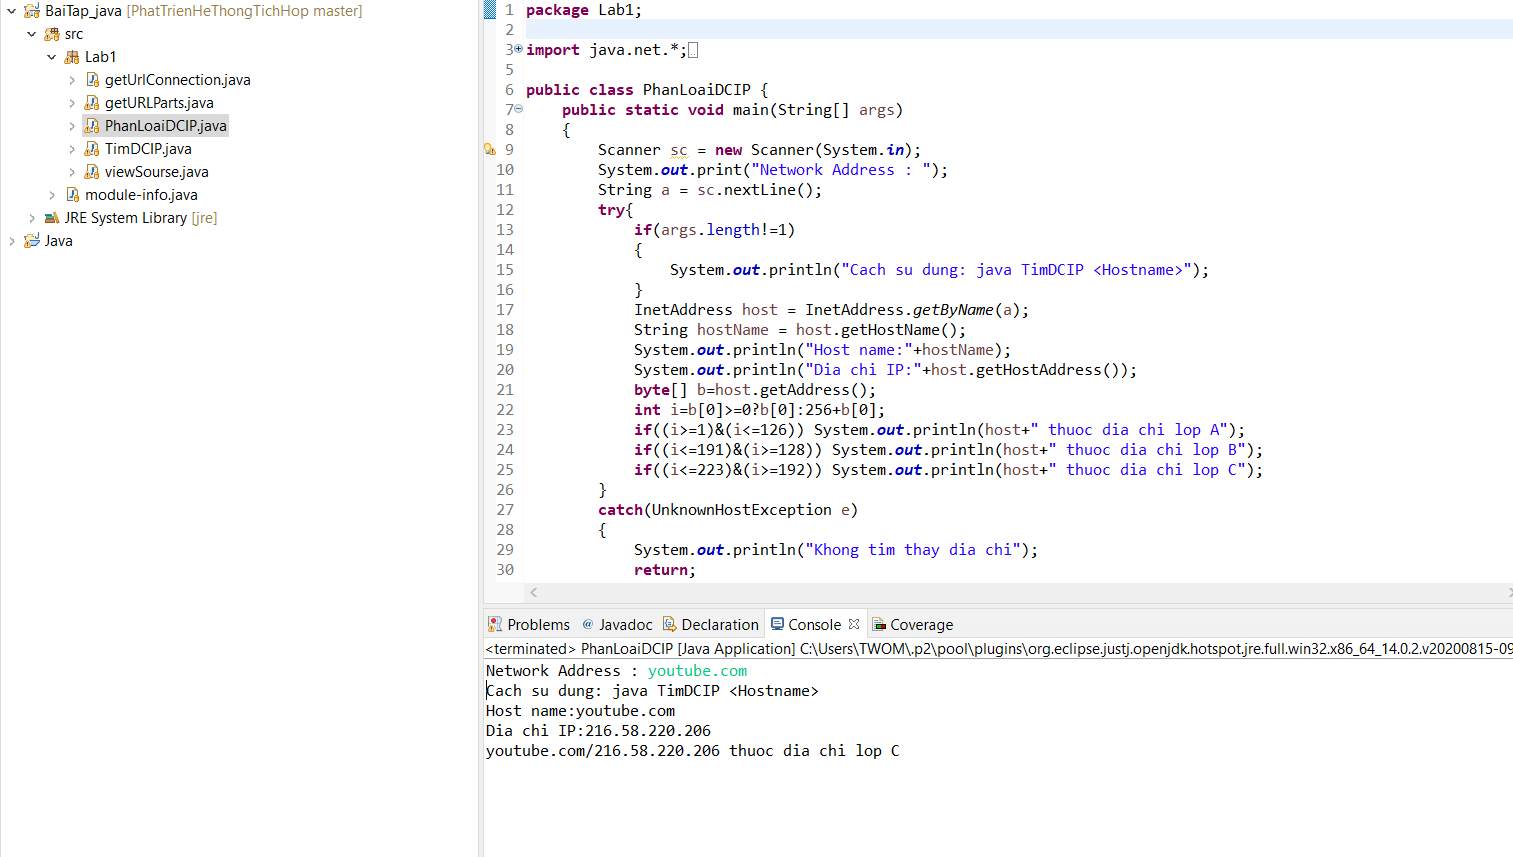 BaiTap_java [PhatTrienHeThongTichHop master]
src
Lab1
getUrlConnection.java
getURLParts.java
PhanLoaiDCIP.java
TimDCIP.java
viewSourse.java
module-info.java
JRE System Library [jre]
Java
1 package Lab1;
2
3 import java.net.*;
5
6 public class PhanLoaiDCIP {
7 public static void main(String[] args)
8 {
9 Scanner sc = new Scanner(System.in);
10 System.out.print("Network Address : ");
11 String a = sc.nextLine();
12 try{
13 if(args.length!=1)
14 {
15 System.out.println("Cach su dung: java TimDCIP <Hostname>");
16 }
17 InetAddress host = InetAddress.getByName(a);
18 String hostName = host.getHostName();
19 System.out.println("Host name:"+hostName);
20 System.out.println("Dia chi IP:"+host.getHostAddress());
21 byte[] b=host.getAddress();
22 int i=b[0]>=0?b[0]:256+b[0];
23 if((i>=1)&(i<=126)) System.out.println(host+" thuoc dia chi lop A");
24 if((i<=191)&(i>=128)) System.out.println(host+" thuoc dia chi lop B");
25 if((i<=223)&(i>=192)) System.out.println(host+" thuoc dia chi lop C");
26 }
27 catch(UnknownHostException e)
28 {
29 System.out.println("Khong tim thay dia chi");
30 return;
Problems @ Javadoc Declaration Console Coverage
<terminated> PhanLoaiDCIP [Java Application] C:\Users\TWOM\.p2\pool\plugins\org.eclipse.justj.openjdk.hotspot.jre.full.win32.x86_64_14.0.2.v20200815-09
Network Address : youtube.com
Cach su dung: java TimDCIP <Hostname>
Host name:youtube.com
Dia chi IP:216.58.220.206
youtube.com/216.58.220.206 thuoc dia chi lop C